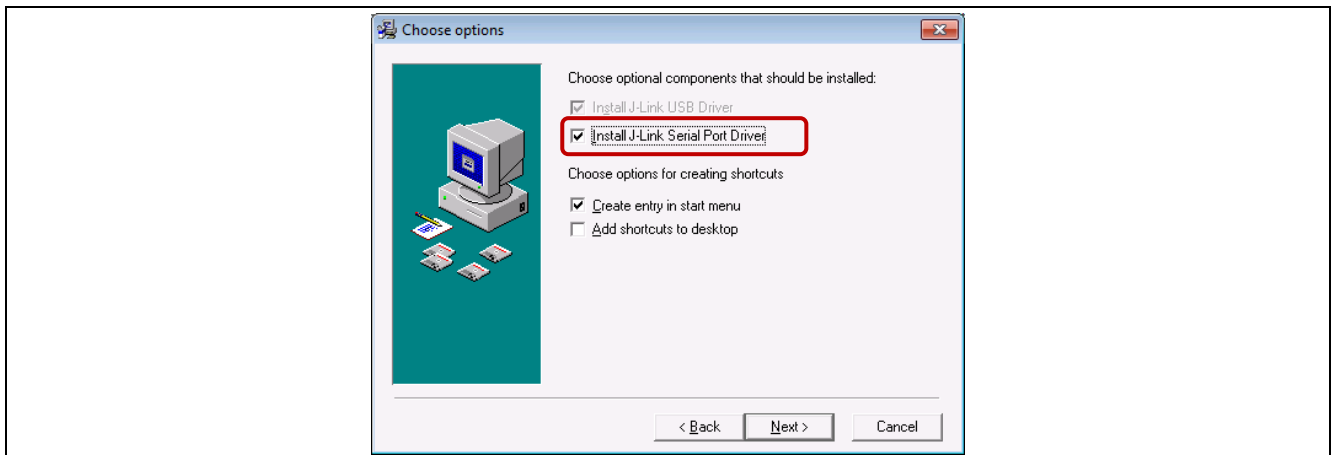 Choose options
Choose optional components that should be installed:
Install J-Link USB Driver
Install J-Link Serial Port Driver
Choose options for creating shortcuts
Create entry in start menu
Add shortcuts to desktop
< Back Next > Cancel